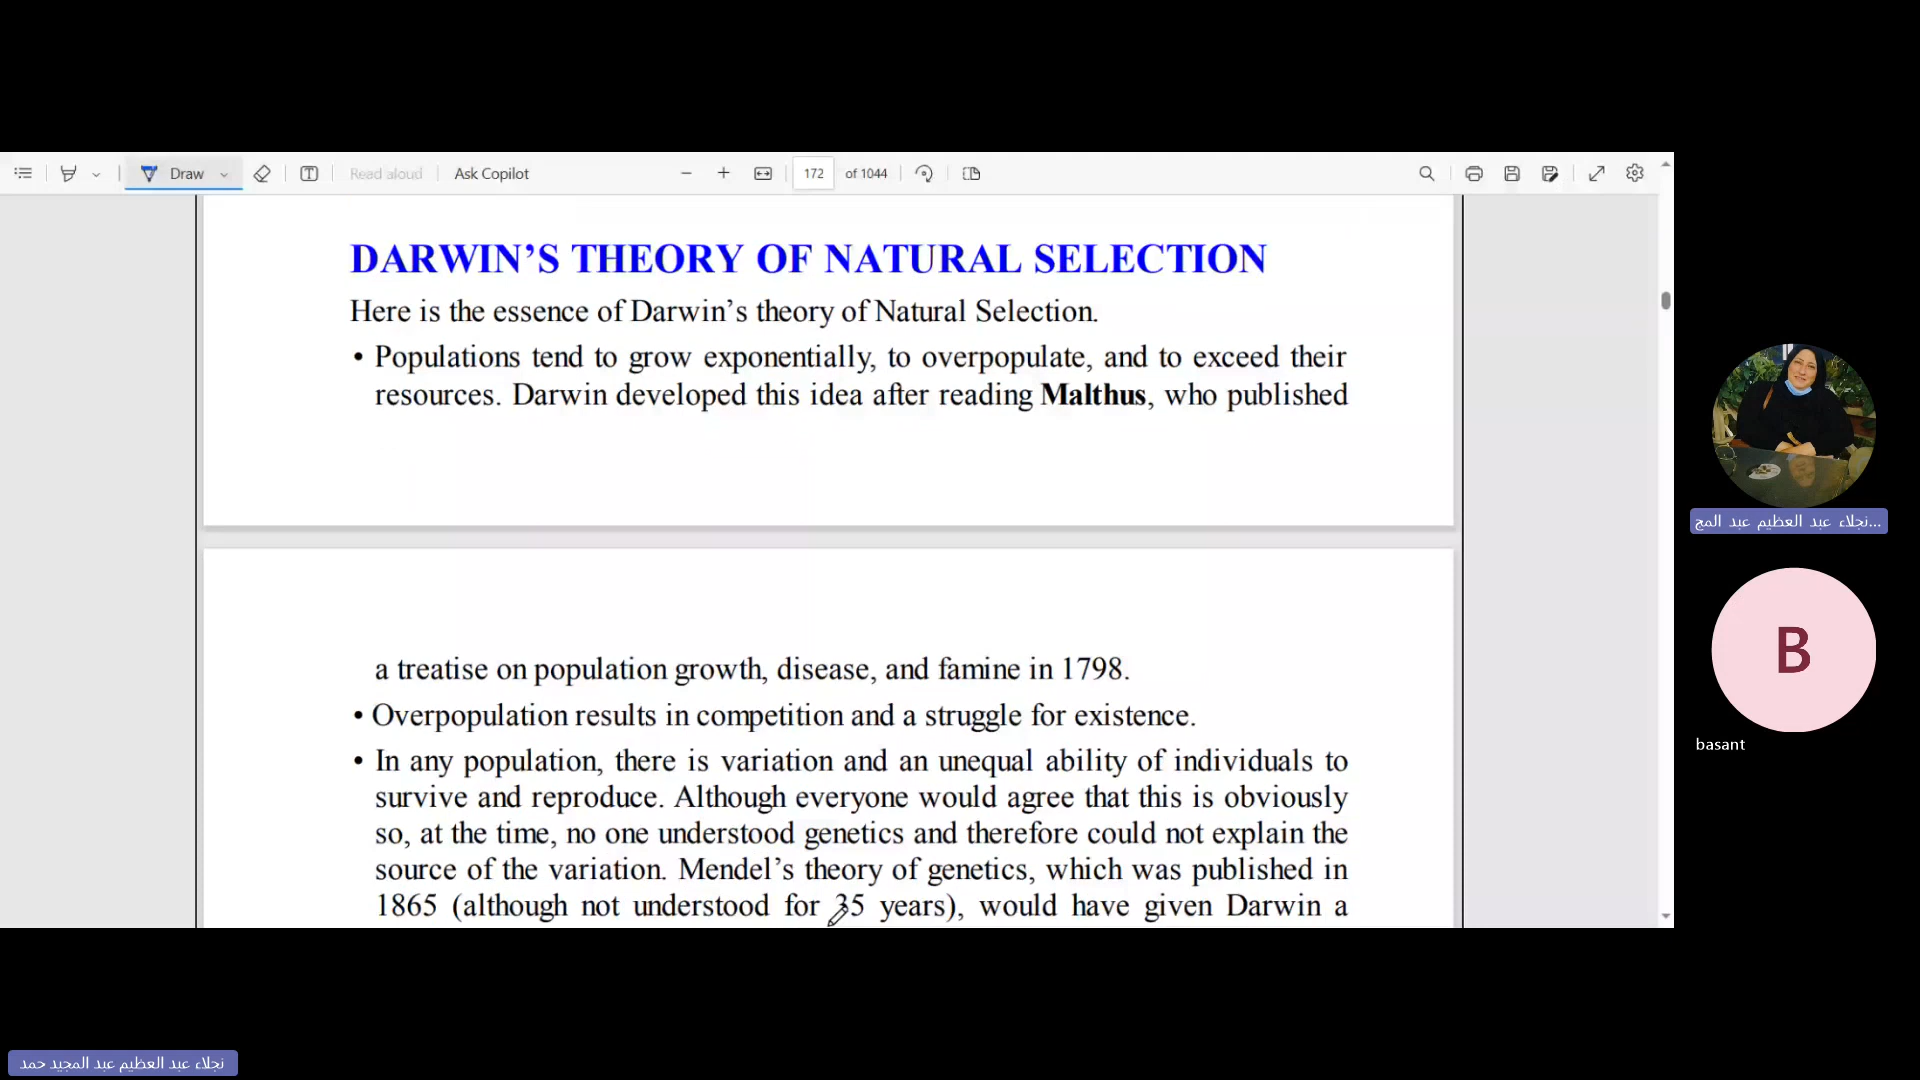 Draw
Read aloud
Ask Copilot
172 of 1044
DARWIN’S THEORY OF NATURAL SELECTION
Here is the essence of Darwin’s theory of Natural Selection.
• Populations tend to grow exponentially, to overpopulate, and to exceed their
resources. Darwin developed this idea after reading Malthus, who published
a treatise on population growth, disease, and famine in 1798.
• Overpopulation results in competition and a struggle for existence.
• In any population, there is variation and an unequal ability of individuals to
survive and reproduce. Although everyone would agree that this is obviously
so, at the time, no one understood genetics and therefore could not explain the
source of the variation. Mendel’s theory of genetics, which was published in
1865 (although not understood for 35 years), would have given Darwin a
نجلاء عبد العظيم عبد المج...
B
basant
نجلاء عبد العظيم عبد المجيد حمد